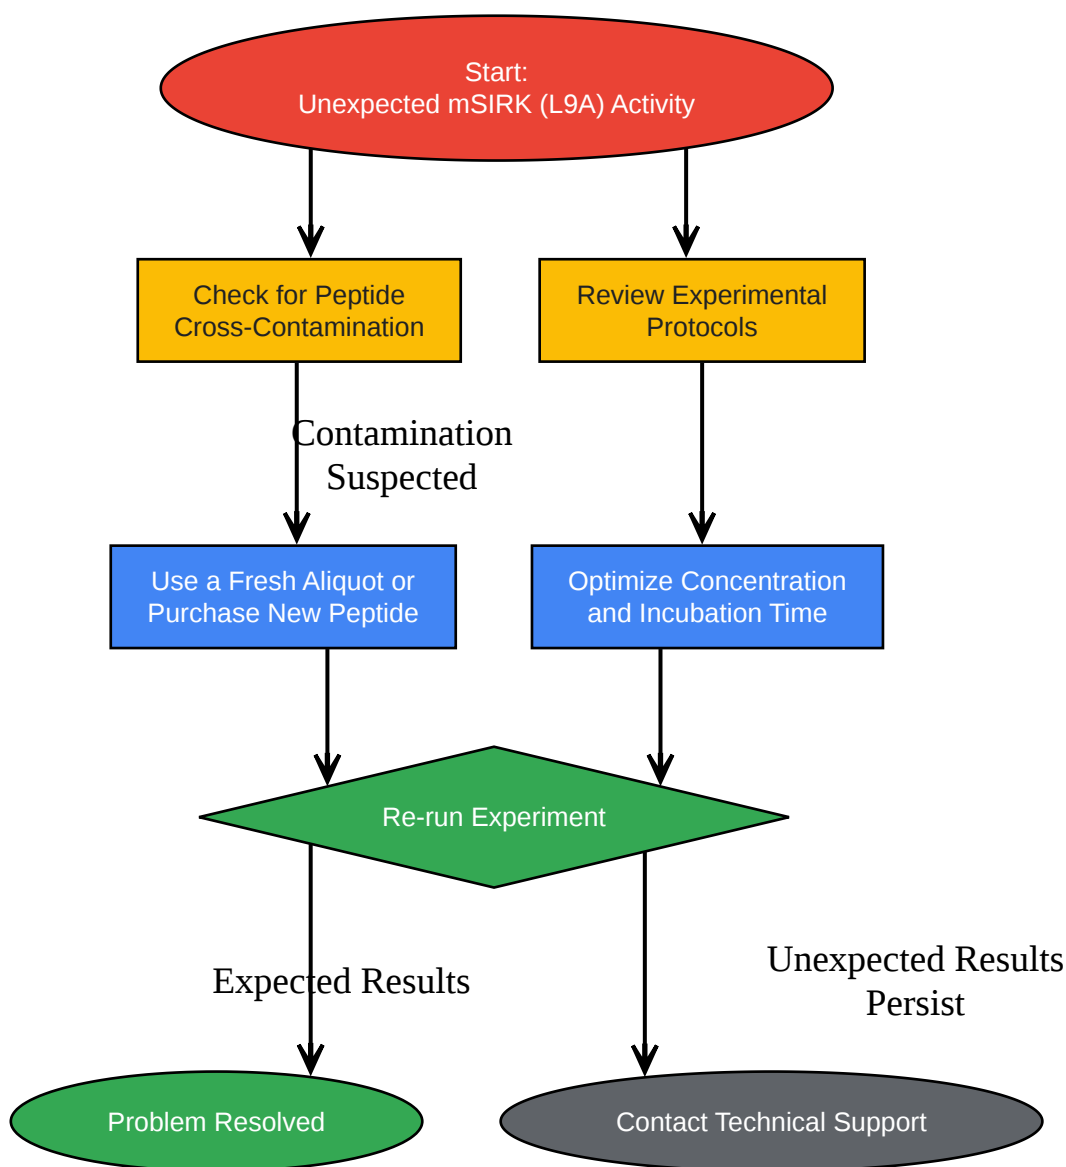 Start:
Unexpected mSIRK (L9A) Activity
Check for Peptide
Cross-Contamination
Review Experimental
Protocols
Contamination
Suspected
Use a Fresh Aliquot or
Purchase New Peptide
Optimize Concentration
and Incubation Time
Re-run Experiment
Expected Results
Unexpected Results
Persist
Problem Resolved
Contact Technical Support